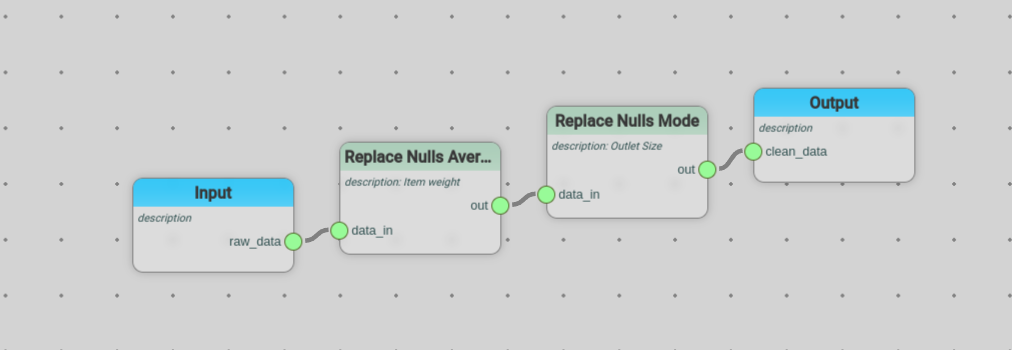 Input
description
raw_data
Replace Nulls Aver...
description: Item weight
out
data_in
Replace Nulls Mode
description: Outlet Size
out
data_in
Output
description
clean_data